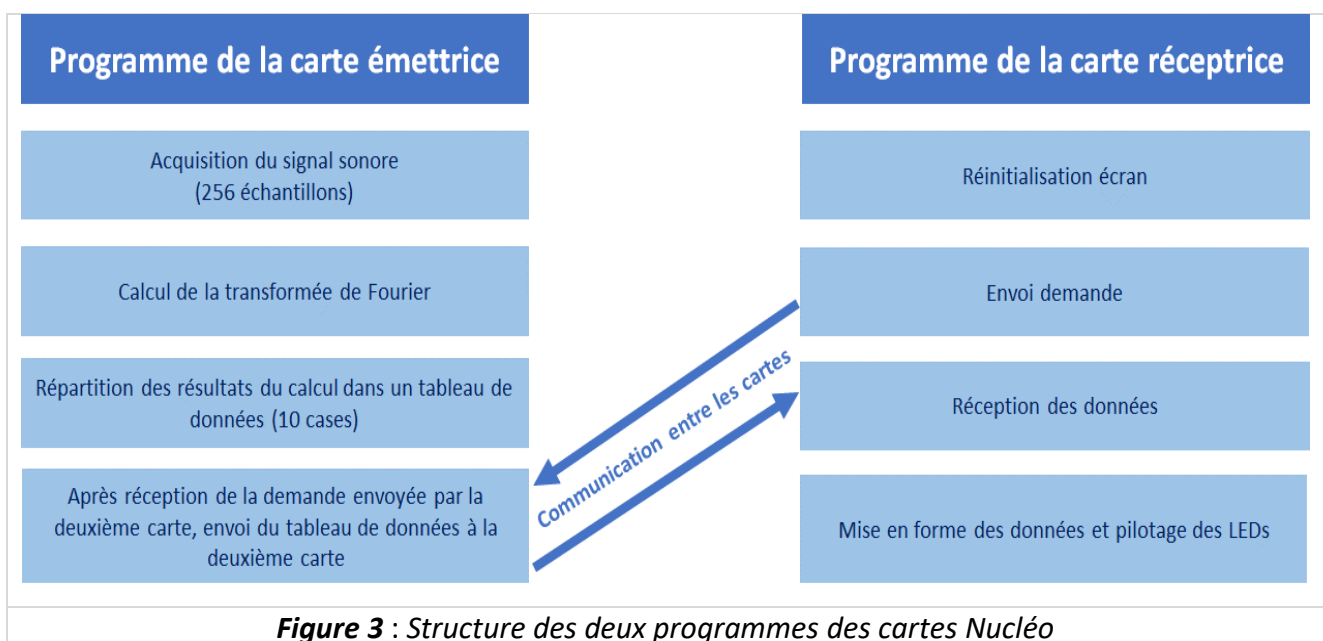 Programme de la carte émettrice
Acquisition du signal sonore
(256 échantillons)
Calcul de la transformée de Fourier
Répartition des résultats du calcul dans un tableau de
données (10 cases)
Après réception de la demande envoyée par la
deuxième carte, envoi du tableau de données à la
deuxième carte
Communication entre les cartes
Programme de la carte réceptrice
Réinitialisation écran
Envoi demande
Réception des données
Mise en forme des données et pilotage des LEDs
Figure 3 : Structure des deux programmes des cartes Nucléo